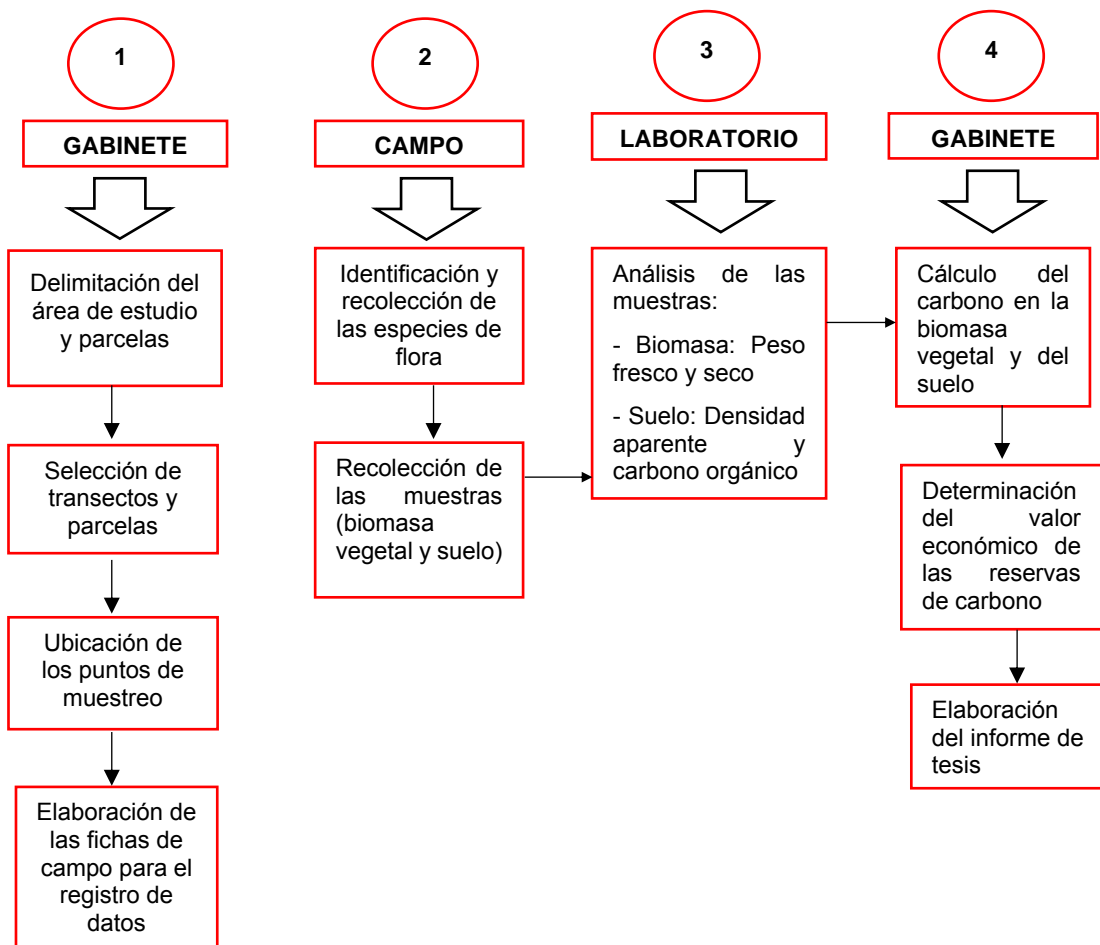 1
GABINETE
Delimitación del
área de estudio
y parcelas
Selección de
transectos y
parcelas
Ubicación de
los puntos de
muestreo
Elaboración de
las fichas de
campo para el
registro de
datos
2
CAMPO
Identificación y
recolección de
las especies de
flora
Recolección de
las muestras
(biomasa
vegetal y suelo)
3
LABORATORIO
Análisis de las
muestras:
- Biomasa: Peso
fresco y seco
- Suelo: Densidad
aparente y
carbono orgánico
4
GABINETE
Cálculo del
carbono en la
biomasa
vegetal y del
suelo
Determinación
del valor
económico de
las reservas
de carbono
Elaboración
del informe de
tesis